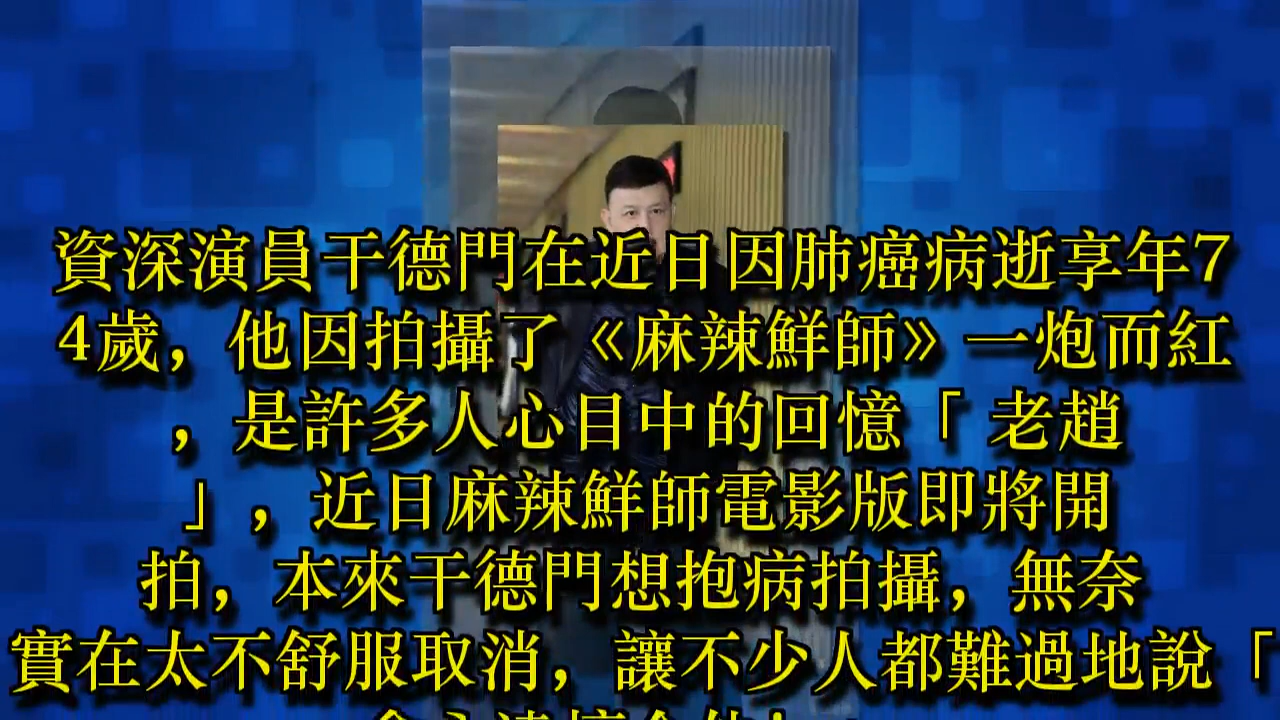 資深演員干德門在近日因肺癌病逝享年7
4歲，他因拍攝了《麻辣鮮師》一炮而紅
，是許多人心目中的回憶「 老趙
」，近日麻辣鮮師電影版即將開
拍，本來干德門想抱病拍攝，無奈
實在太不舒服取消，讓不少人都難過地說「